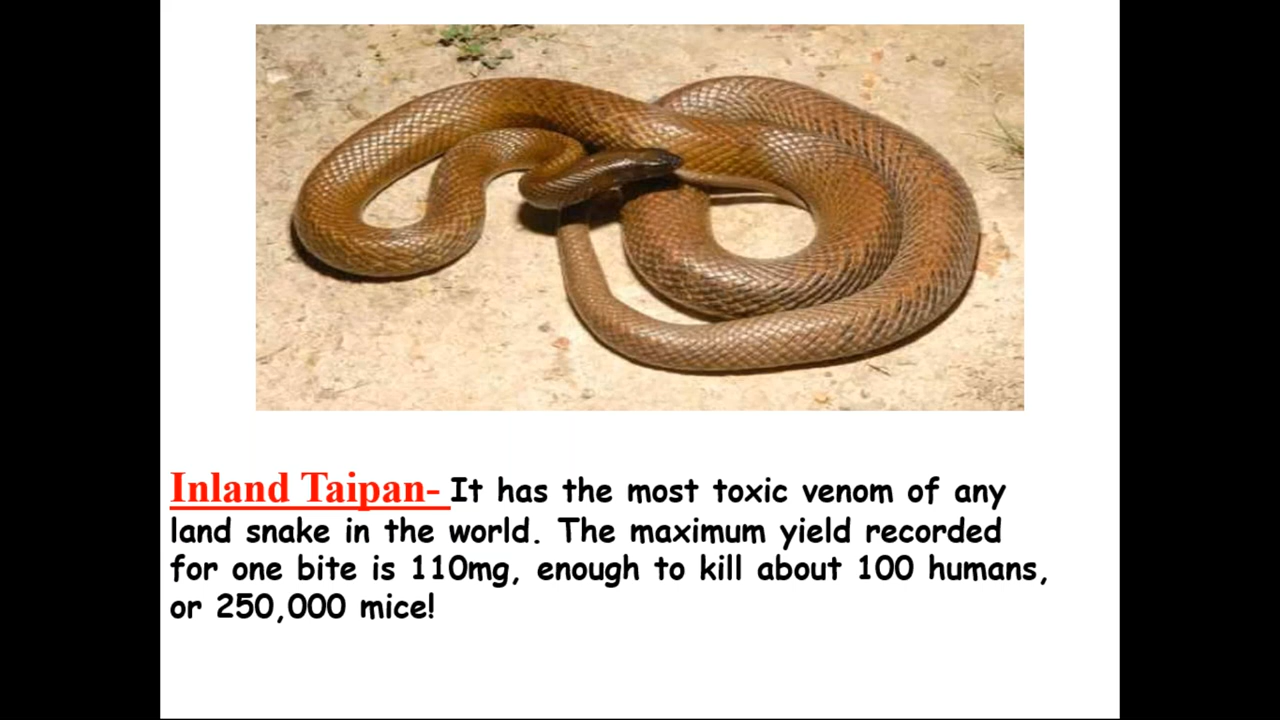 Inland Taipan- It has the most toxic venom of any
land snake in the world. The maximum yield recorded
for one bite is 110mg, enough to kill about 100 humans,
or 250,000 mice!